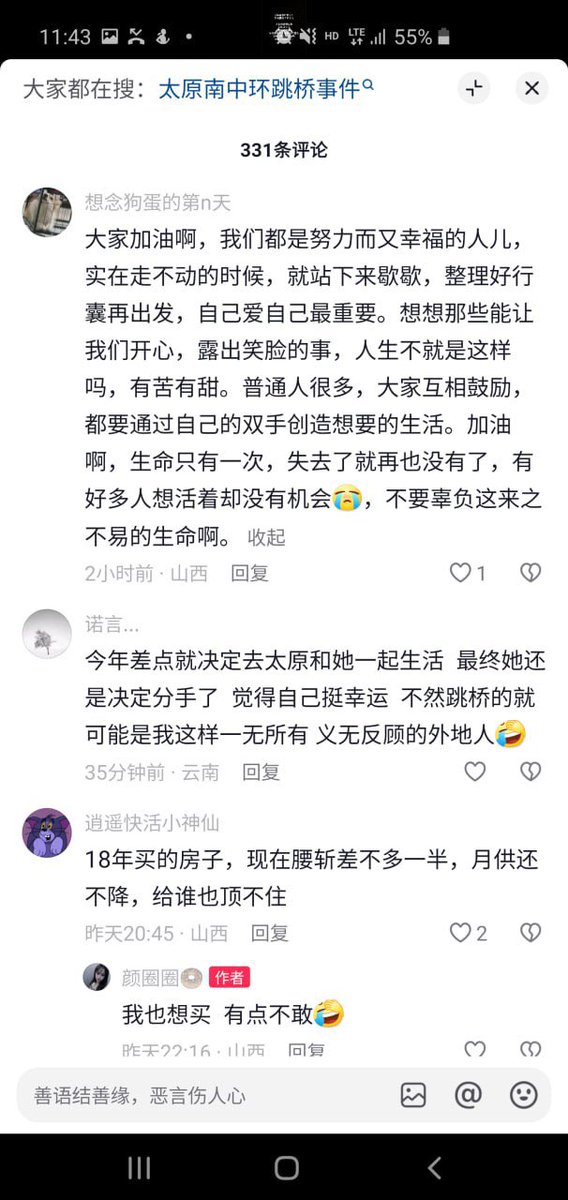 11:43
HD
LTE
55%
大家都在搜：太原南中环跳桥事件
331条评论
想念狗蛋的第n天
大家加油啊，我们都是努力而又幸福的人儿，
实在走不动的时候，就站下来歇歇，整理好行
囊再出发，自己爱自己最重要。想想那些能让
我们开心，露出笑脸的事，人生不就是这样
吗，有苦有甜。普通人很多，大家互相鼓励，
都要通过自己的双手创造想要的生活。加油
啊，生命只有一次，失去了就再也没有了，有
好多人想活着却没有机会😭，不要辜负这来之
不易的生命啊。 收起
2小时前 · 山西 回复 1
诺言...
今年差点就决定去太原和她一起生活 最终她还
是决定分手了 觉得自己挺幸运 不然跳桥的就
可能是我这样一无所有 义无反顾的外地人🤣
35分钟前 · 云南 回复
逍遥快活小神仙
18年买的房子，现在腰斩差不多一半，月供还
不降，给谁也顶不住
昨天20:45 · 山西 回复 2
颜圈圈 作者
我也想买 有点不敢🤣
昨天22:16 · 山西 回复
善语结善缘，恶言伤人心